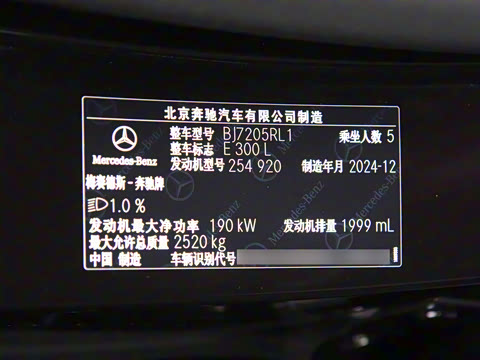 北京奔驰汽车有限公司制造
整车型号 BJ7205RL1 乘坐人数 5
整车标志 E 300 L
Mercedes-Benz
发动机型号 254 920 制造年月 2024-12
梅赛德斯-奔驰牌
1.0 %
发动机最大净功率 190 kW 发动机排量 1999 mL
最大允许总质量 2520 kg
中国 制造 车辆识别代号